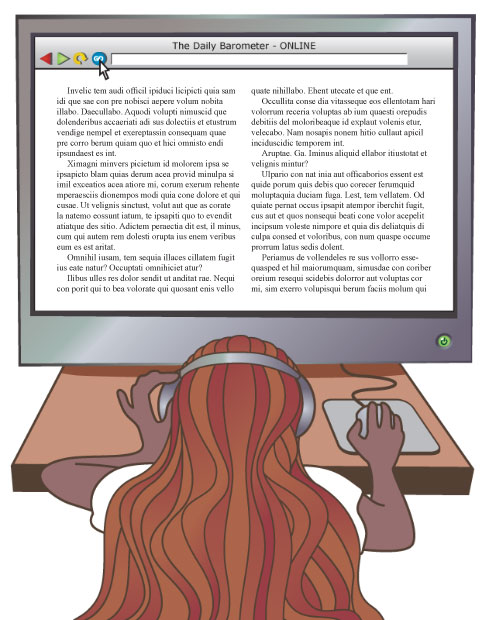 The Daily Barometer - ONLINE
GO
Invelic tem audi officil ipiduci licipicti quia sam
idi que sae con pre nobisci aepere volum nobita
illabo. Daecullabo. Aquodi volupti nimuscid que
dolenderibus accaeriati adi sus dolectiis et etustrum
vendige nempel et exereptassin consequam quae
pre corro berum quiam quo et hici omnisto endi
ipsundaest es int.
Ximagni minvers picietum id molorem ipsa se
ipsapicto blam quias derum acea provid minulpa si
imil exceatios acea atiore mi, corum exerum rehente
mperaesciis dionempos modi quia cone dolore et qui
cusae. Ut velignis sinctust, volut aut que as corate
la natemo eossunt iatum, te ipsapiti quo to evendit
atiatque des sitio. Adictem peraectia dit est, il minus,
cum qui autem rem dolesti orupta ius enem veribus
eum es est aritat.
Omnihil iusam, tem sequia illaces cillatem fugit
ius eate natur? Occuptati omnihiciet atur?
Ilibus ulles res dolor sendit ut anditat rae. Nequi
con porit qui to bea volorate qui quosant enis vello
quate nihillabo. Ehent utecate et que ent.
Occullita conse dia vitasseque eos ellentotam hari
volorrum receria voluptas ab ium quaesti orepudis
debitiis del moloribeaque id explaut volenis etur,
velecabo. Nam nosapis nonem hitio cullaut apicil
inciduscidic temporem int.
Aruptae. Ga. Iminus aliquid ellabor itiustotat et
velignis mintur?
Ulpario con nat inia aut officaborios essent est
quide porum quis debis quo corecer ferumquid
moluptaquia duciam fuga. Lest, tem vellatem. Od
quiate pernat occus ipsapit atempor iberchit fugit,
cus aut et quos nonsequi beati cone volor acepelit
incipsum voleste nimpore et quia dis deliatquis di
culpa consed et voloribus, con num quaspe occume
prorrum latus sedis dolent.
Periamus de vollendeles re sus vollorro esse-
quasped et hil maiorumquam, simusdae con coriber
oreium resequi scidebis dolorror aut voluptas cor
mi, sim exerro volupisqui berum faciis molum qui